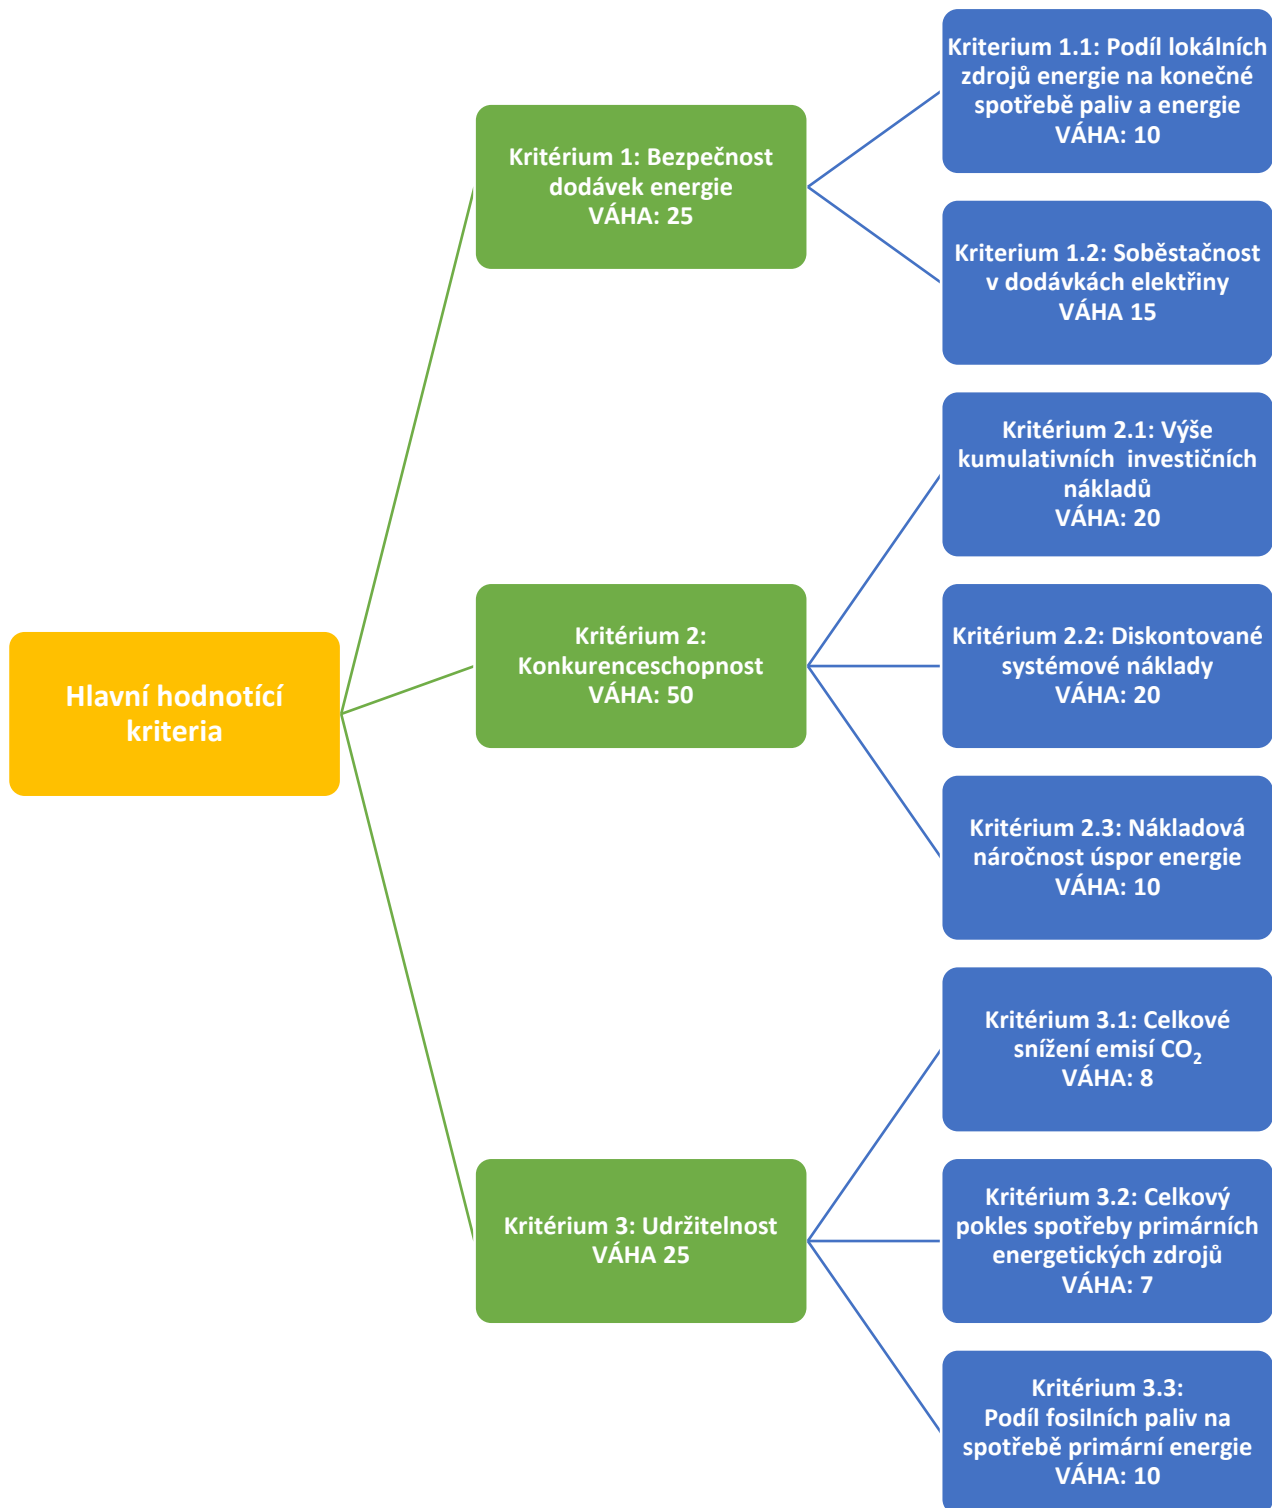 Hlavní hodnotící
kriteria
Kritérium 1: Bezpečnost
dodávek energie
VÁHA: 25
Kriterium 1.1: Podíl lokálních
zdrojů energie na konečné
spotřebě paliv a energie
VÁHA: 10
Kriterium 1.2: Soběstačnost
v dodávkách elektřiny
VÁHA 15
Kritérium 2:
Konkurenceschopnost
VÁHA: 50
Kritérium 2.1: Výše
kumulativních investičních
nákladů
VÁHA: 20
Kritérium 2.2: Diskontované
systémové náklady
VÁHA: 20
Kritérium 2.3: Nákladová
náročnost úspor energie
VÁHA: 10
Kritérium 3: Udržitelnost
VÁHA 25
Kritérium 3.1: Celkové
snížení emisí CO₂
VÁHA: 8
Kritérium 3.2: Celkový
pokles spotřeby primárních
energetických zdrojů
VÁHA: 7
Kritérium 3.3:
Podíl fosilních paliv na
spotřebě primární energie
VÁHA: 10